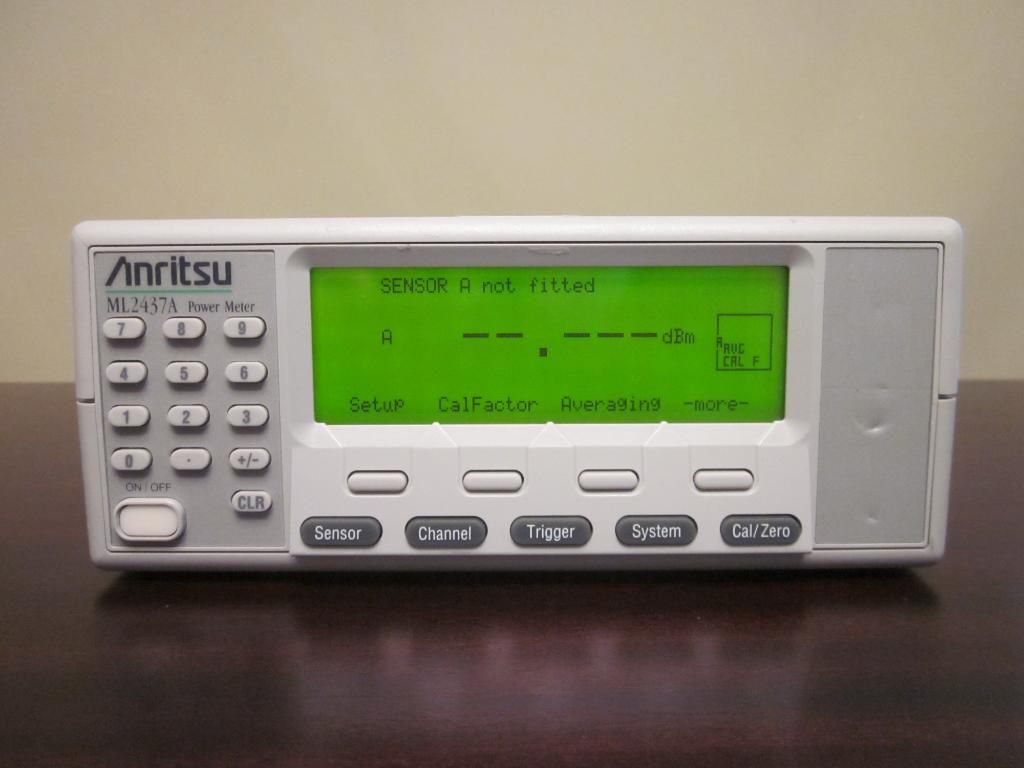 Anritsu
ML2437A Power Meter
7 8 9
4 5 6
1 2 3
0 . +/-
ON / OFF
CLR
SENSOR A not fitted
A -- . --- dBm
A AVG
CAL F
Setup CalFactor Averaging -more-
Sensor Channel Trigger System Cal/Zero